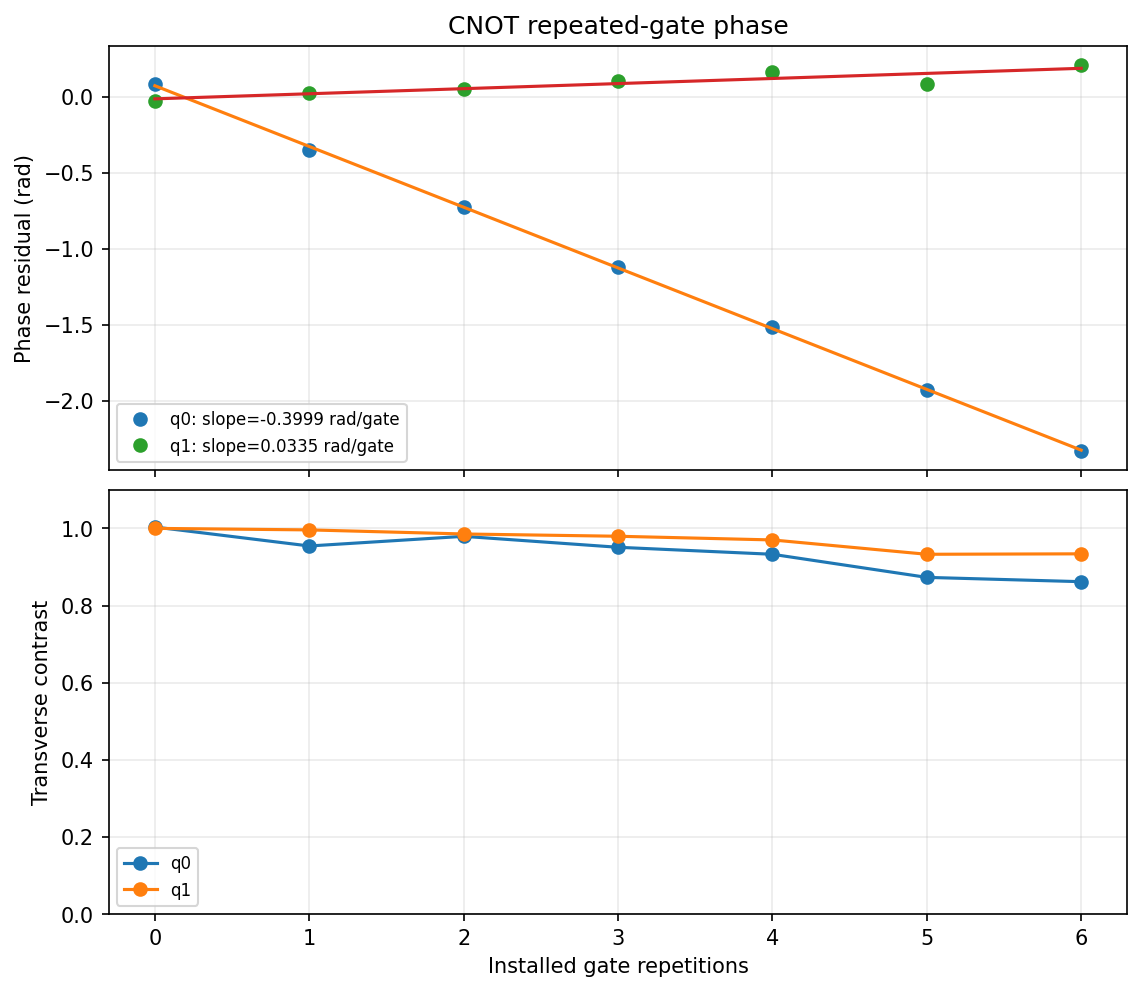 CNOT repeated-gate phase
Phase residual (rad)
0.0
−0.5
−1.0
−1.5
−2.0
q0: slope=-0.3999 rad/gate
q1: slope=0.0335 rad/gate
Transverse contrast
1.0
0.8
0.6
0.4
0.2
0.0
q0
q1
0 1 2 3 4 5 6
Installed gate repetitions